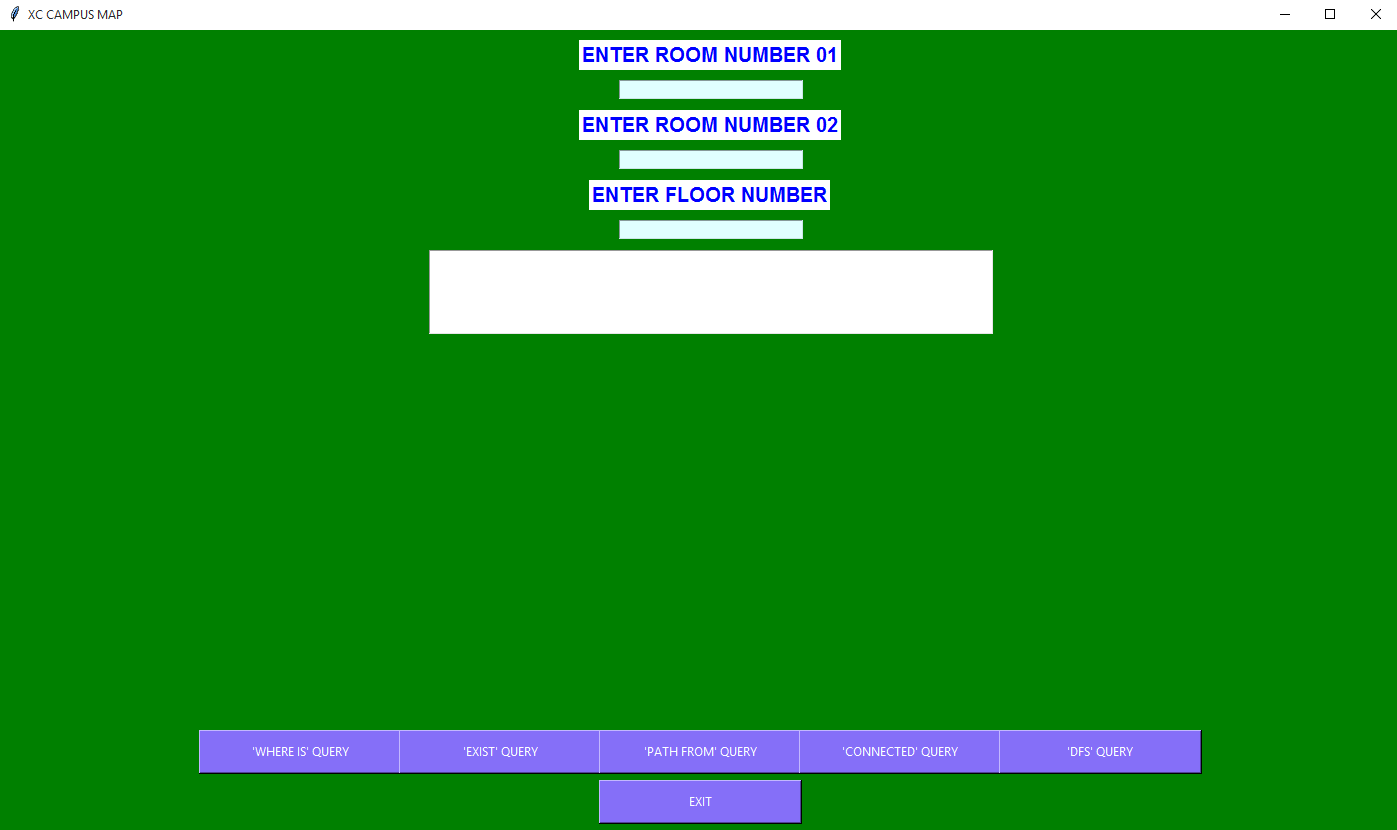 XC CAMPUS MAP
ENTER ROOM NUMBER 01
ENTER ROOM NUMBER 02
ENTER FLOOR NUMBER
'WHERE IS' QUERY 'EXIST' QUERY 'PATH FROM' QUERY 'CONNECTED' QUERY 'DFS' QUERY
EXIT